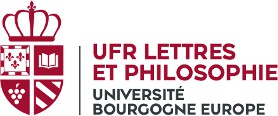 UFR LETTRES
ET PHILOSOPHIE
UNIVERSITÉ
BOURGOGNE EUROPE